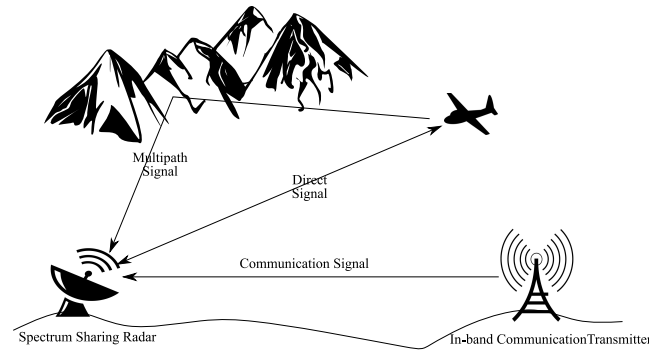 Multipath
Signal
Direct
Signal
Communication Signal
Spectrum Sharing Radar
In-band CommunicationTransmitter